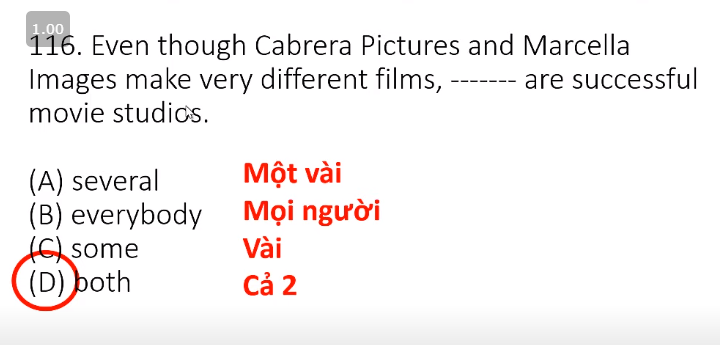 1.00
116. Even though Cabrera Pictures and Marcella
Images make very different films, ------- are successful
movie studios.
(A) several Một vài
(B) everybody Mọi người
(C) some Vài
(D) both Cả 2